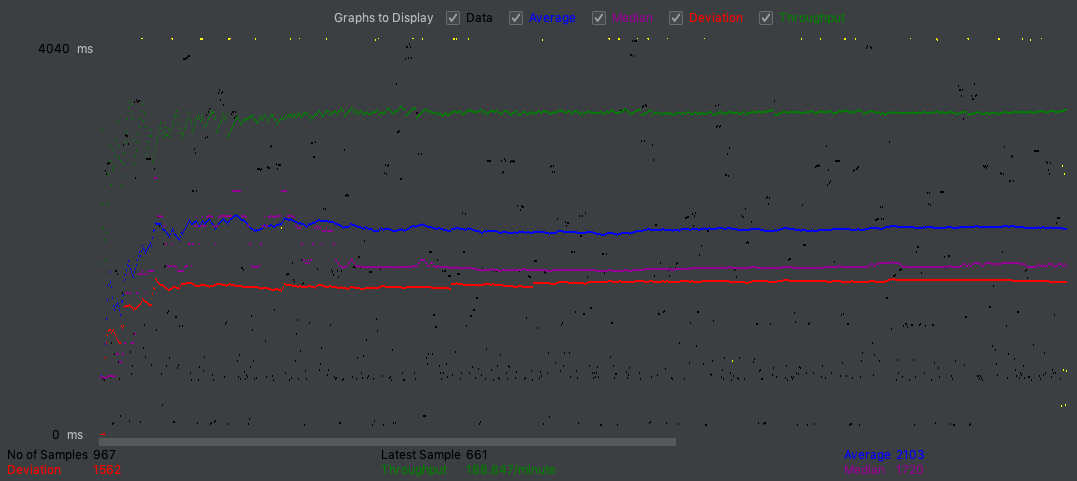 Graphs to Display Data Average Median Deviation Throughput
4040 ms
0 ms
No of Samples 967 Latest Sample 661 Average 2103
Deviation 1562 Throughput 188.847/minute Median